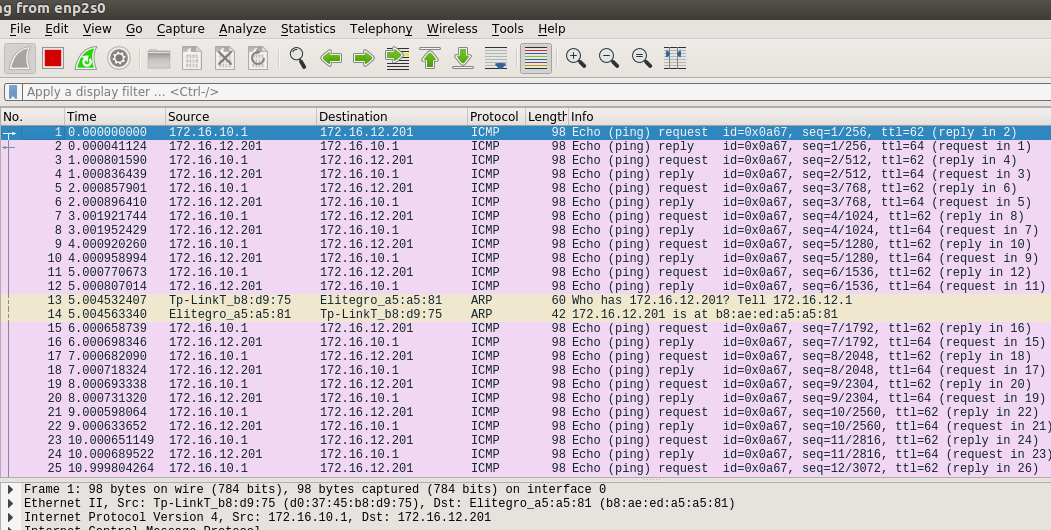 ng from enp2s0
File Edit View Go Capture Analyze Statistics Telephony Wireless Tools Help
Apply a display filter ... <Ctrl-/>
No. Time Source Destination Protocol Length Info
1 0.000000000 172.16.10.1 172.16.12.201 ICMP 98 Echo (ping) request id=0x0a67, seq=1/256, ttl=62 (reply in 2)
2 0.000041124 172.16.12.201 172.16.10.1 ICMP 98 Echo (ping) reply id=0x0a67, seq=1/256, ttl=64 (request in 1)
3 1.000801590 172.16.10.1 172.16.12.201 ICMP 98 Echo (ping) request id=0x0a67, seq=2/512, ttl=62 (reply in 4)
4 1.000836439 172.16.12.201 172.16.10.1 ICMP 98 Echo (ping) reply id=0x0a67, seq=2/512, ttl=64 (request in 3)
5 2.000857901 172.16.10.1 172.16.12.201 ICMP 98 Echo (ping) request id=0x0a67, seq=3/768, ttl=62 (reply in 6)
6 2.000896410 172.16.12.201 172.16.10.1 ICMP 98 Echo (ping) reply id=0x0a67, seq=3/768, ttl=64 (request in 5)
7 3.001921744 172.16.10.1 172.16.12.201 ICMP 98 Echo (ping) request id=0x0a67, seq=4/1024, ttl=62 (reply in 8)
8 3.001952429 172.16.12.201 172.16.10.1 ICMP 98 Echo (ping) reply id=0x0a67, seq=4/1024, ttl=64 (request in 7)
9 4.000920260 172.16.10.1 172.16.12.201 ICMP 98 Echo (ping) request id=0x0a67, seq=5/1280, ttl=62 (reply in 10)
10 4.000958994 172.16.12.201 172.16.10.1 ICMP 98 Echo (ping) reply id=0x0a67, seq=5/1280, ttl=64 (request in 9)
11 5.000770673 172.16.10.1 172.16.12.201 ICMP 98 Echo (ping) request id=0x0a67, seq=6/1536, ttl=62 (reply in 12)
12 5.000807014 172.16.12.201 172.16.10.1 ICMP 98 Echo (ping) reply id=0x0a67, seq=6/1536, ttl=64 (request in 11)
13 5.004532407 Tp-LinkT_b8:d9:75 Elitegro_a5:a5:81 ARP 60 Who has 172.16.12.201? Tell 172.16.12.1
14 5.004563340 Elitegro_a5:a5:81 Tp-LinkT_b8:d9:75 ARP 42 172.16.12.201 is at b8:ae:ed:a5:a5:81
15 6.000658739 172.16.10.1 172.16.12.201 ICMP 98 Echo (ping) request id=0x0a67, seq=7/1792, ttl=62 (reply in 16)
16 6.000698346 172.16.12.201 172.16.10.1 ICMP 98 Echo (ping) reply id=0x0a67, seq=7/1792, ttl=64 (request in 15)
17 7.000682090 172.16.10.1 172.16.12.201 ICMP 98 Echo (ping) request id=0x0a67, seq=8/2048, ttl=62 (reply in 18)
18 7.000718324 172.16.12.201 172.16.10.1 ICMP 98 Echo (ping) reply id=0x0a67, seq=8/2048, ttl=64 (request in 17)
19 8.000693338 172.16.10.1 172.16.12.201 ICMP 98 Echo (ping) request id=0x0a67, seq=9/2304, ttl=62 (reply in 20)
20 8.000731320 172.16.12.201 172.16.10.1 ICMP 98 Echo (ping) reply id=0x0a67, seq=9/2304, ttl=64 (request in 19)
21 9.000598064 172.16.10.1 172.16.12.201 ICMP 98 Echo (ping) request id=0x0a67, seq=10/2560, ttl=62 (reply in 22)
22 9.000633652 172.16.12.201 172.16.10.1 ICMP 98 Echo (ping) reply id=0x0a67, seq=10/2560, ttl=64 (request in 21)
23 10.000651149 172.16.10.1 172.16.12.201 ICMP 98 Echo (ping) request id=0x0a67, seq=11/2816, ttl=62 (reply in 24)
24 10.000689522 172.16.12.201 172.16.10.1 ICMP 98 Echo (ping) reply id=0x0a67, seq=11/2816, ttl=64 (request in 23)
25 10.999804264 172.16.10.1 172.16.12.201 ICMP 98 Echo (ping) request id=0x0a67, seq=12/3072, ttl=62 (reply in 26)
Frame 1: 98 bytes on wire (784 bits), 98 bytes captured (784 bits) on interface 0
Ethernet II, Src: Tp-LinkT_b8:d9:75 (d0:37:45:b8:d9:75), Dst: Elitegro_a5:a5:81 (b8:ae:ed:a5:a5:81)
Internet Protocol Version 4, Src: 172.16.10.1, Dst: 172.16.12.201
Internet Control Message Protocol